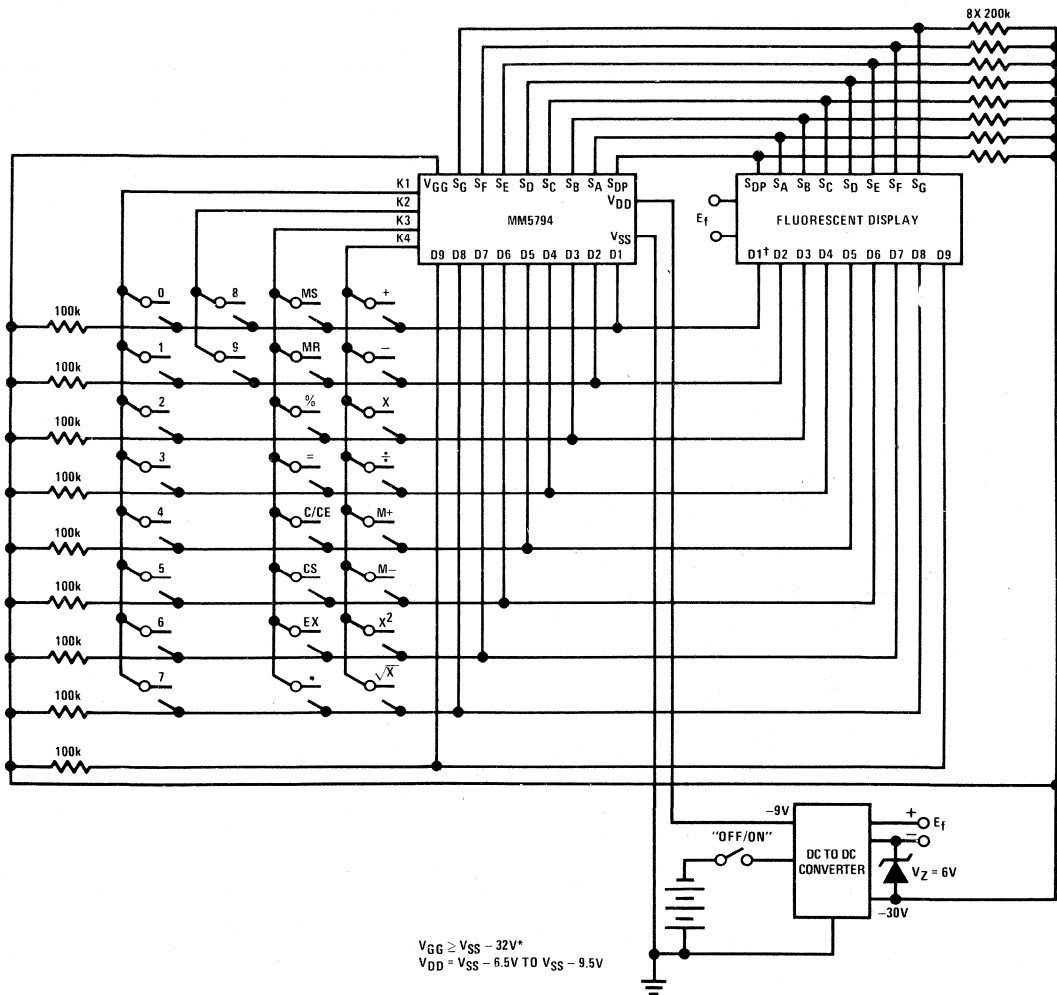 8X 200k
K1 VGG SG SF SE SD SC SB SA SDP
K2 VDD
K3 MM5794
K4 VSS
D9 D8 D7 D6 D5 D4 D3 D2 D1
SDP SA SB SC SD SE SF SG
Ef FLUORESCENT DISPLAY
D1† D2 D3 D4 D5 D6 D7 D8 D9
0 8 MS +
100k
1 9 MR −
100k
2 % X
100k
3 = ÷
100k
4 C/CE M+
100k
5 CS M−
100k
6 EX X²
100k
7 • √X
100k
100k
−9V
+ Ef
"OFF/ON"
−
DC TO DC
CONVERTER
VZ = 6V
−30V
VGG ≥ VSS − 32V*
VDD = VSS − 6.5V TO VSS − 9.5V